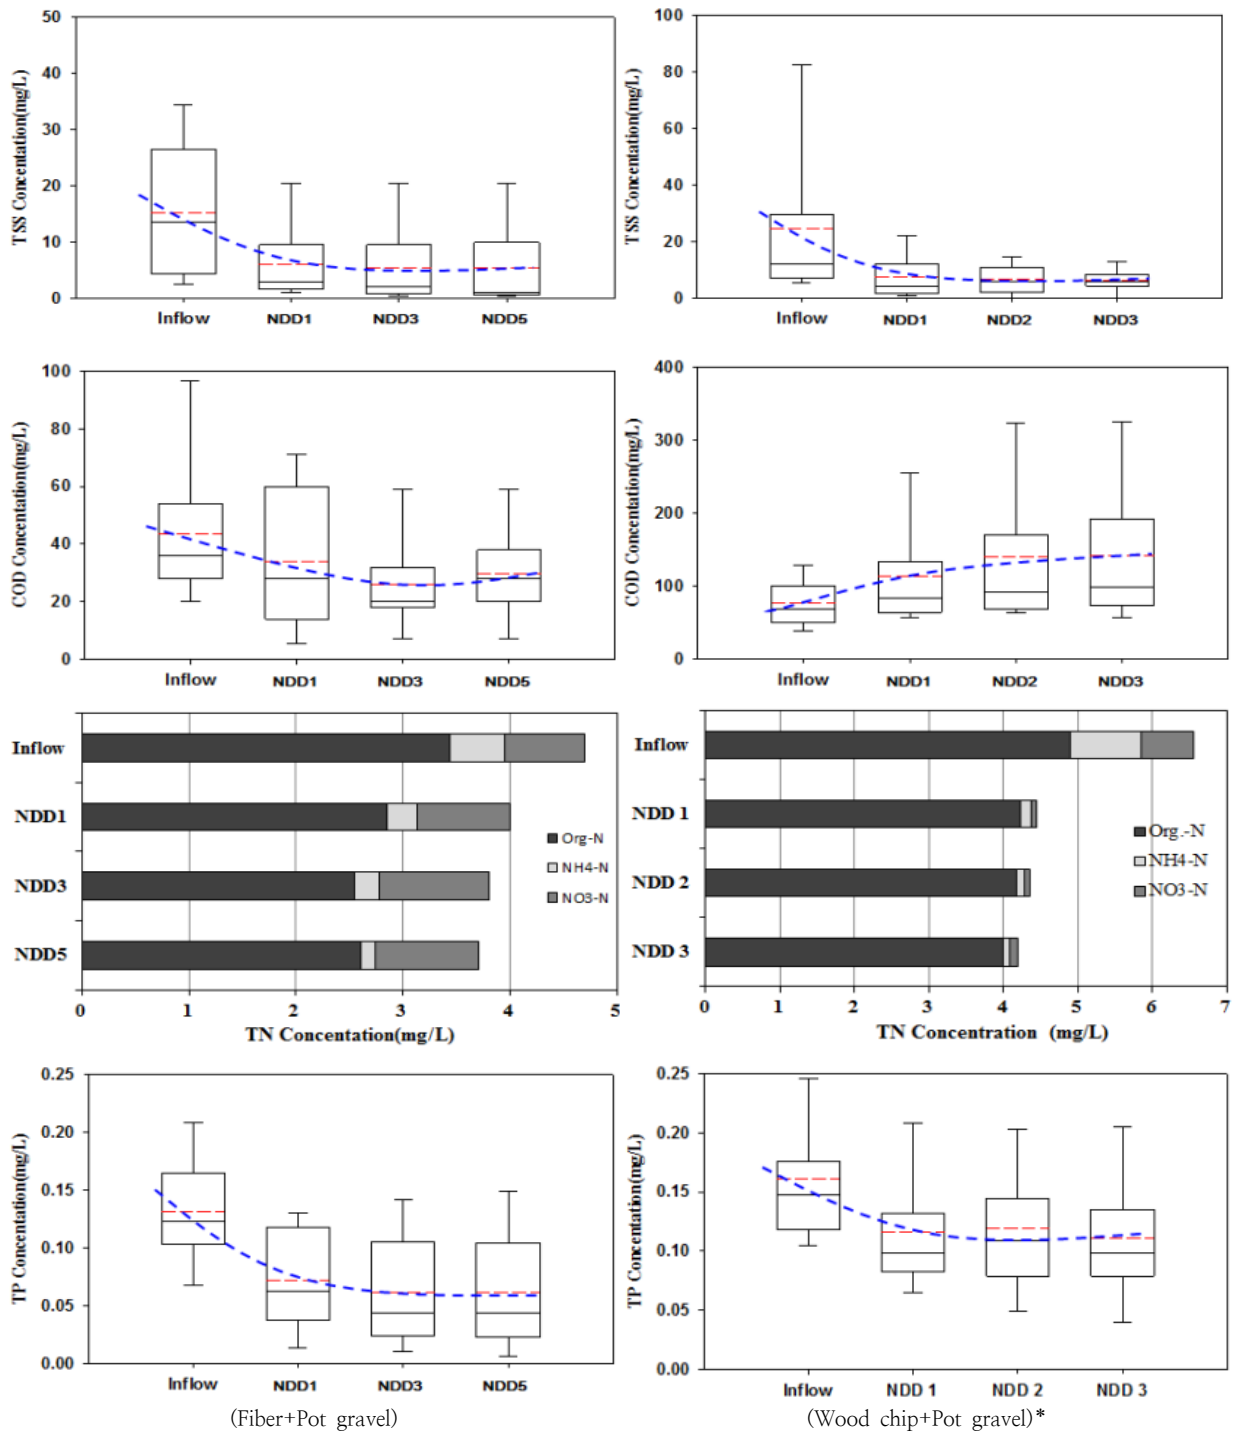 TSS Concentation(mg/L)
50
40
30
20
10
0
Inflow NDD1 NDD3 NDD5
TSS Concentation(mg/L)
100
80
60
40
20
0
Inflow NDD1 NDD2 NDD3
COD Concentation(mg/L)
100
80
60
40
20
0
Inflow NDD1 NDD3 NDD5
COD Concentation(mg/L)
400
300
200
100
0
Inflow NDD1 NDD2 NDD3
Inflow
NDD1
NDD3
NDD5
Org-N
NH4-N
NO3-N
0 1 2 3 4 5
TN Concentation(mg/L)
Inflow
NDD 1
NDD 2
NDD 3
Org.-N
NH4-N
NO3-N
0 1 2 3 4 5 6 7
TN Concentration (mg/L)
TP Concentation(mg/L)
0.25
0.20
0.15
0.10
0.05
0.00
Inflow NDD1 NDD3 NDD5
(Fiber+Pot gravel)
TP Concentation(mg/L)
0.25
0.20
0.15
0.10
0.05
0.00
Inflow NDD 1 NDD 2 NDD 3
(Wood chip+Pot gravel)*